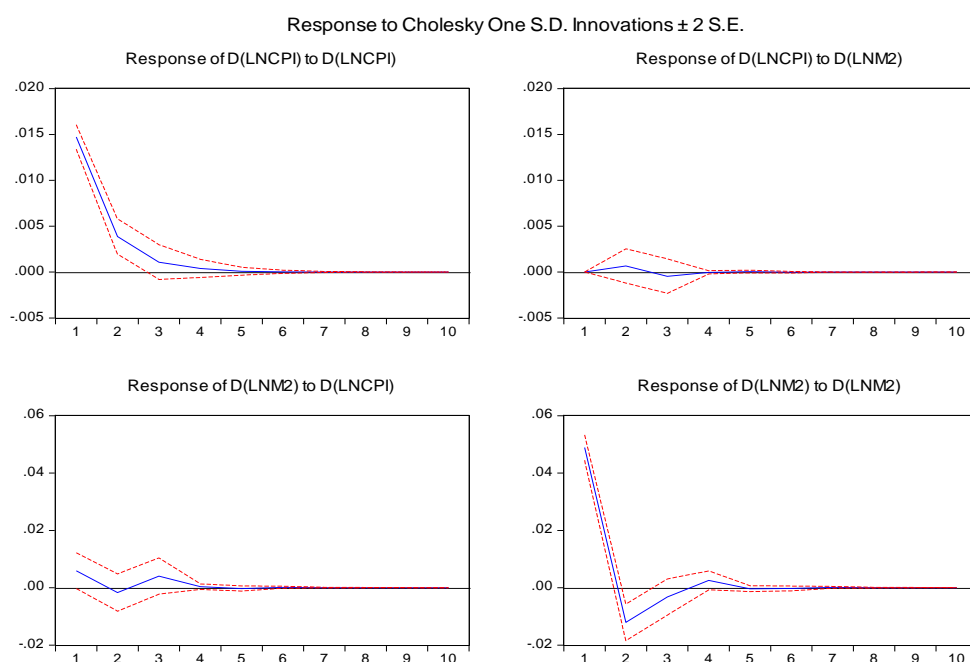 Response to Cholesky One S.D. Innovations ± 2 S.E.
Response of D(LNCPI) to D(LNCPI)
.020
.015
.010
.005
.000
-.005
1 2 3 4 5 6 7 8 9 10
Response of D(LNCPI) to D(LNM2)
.020
.015
.010
.005
.000
-.005
1 2 3 4 5 6 7 8 9 10
Response of D(LNM2) to D(LNCPI)
.06
.04
.02
.00
-.02
1 2 3 4 5 6 7 8 9 10
Response of D(LNM2) to D(LNM2)
.06
.04
.02
.00
-.02
1 2 3 4 5 6 7 8 9 10